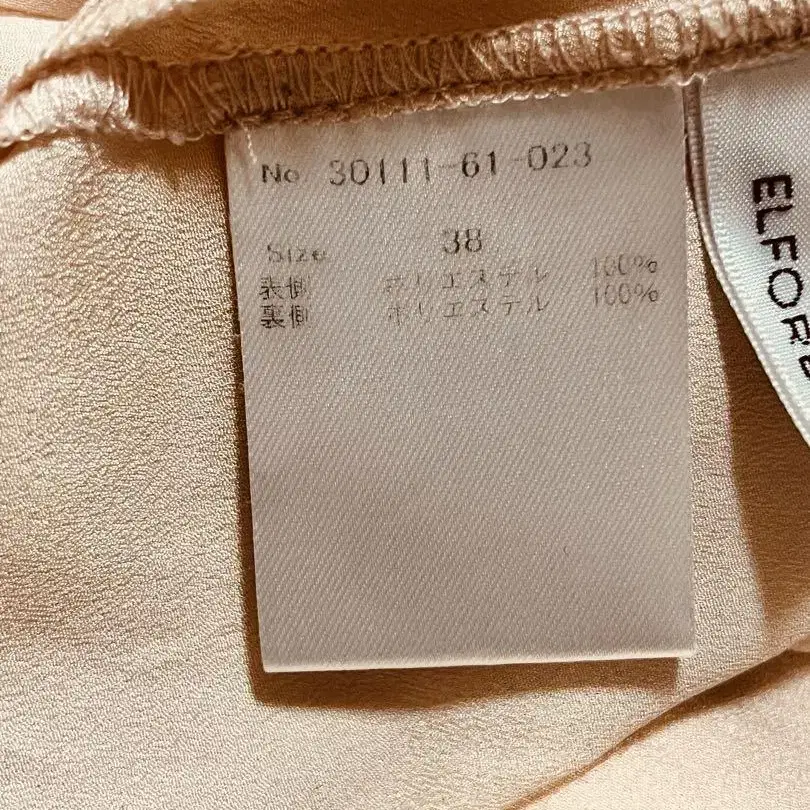 No. 30111-61-023
Size 38
表側 ポリエステル 100%
裏側 ポリエステル 100%
ELFOR